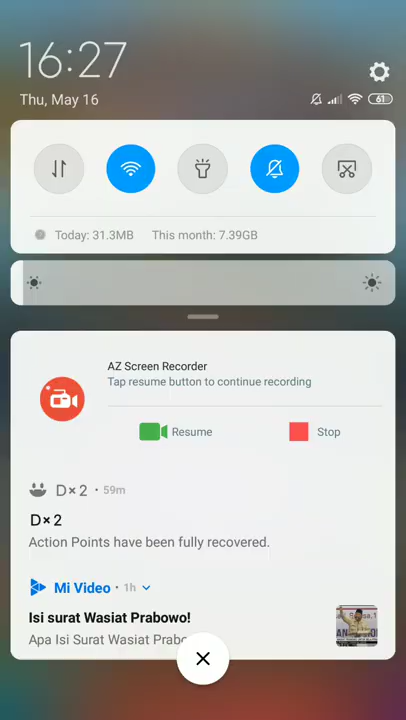 16:27
Thu, May 16
61
Today: 31.3MB This month: 7.39GB
AZ Screen Recorder
Tap resume button to continue recording
Resume Stop
D×2 • 59m
D×2
Action Points have been fully recovered.
Mi Video • 1h
Isi surat Wasiat Prabowo!
Apa Isi Surat Wasiat